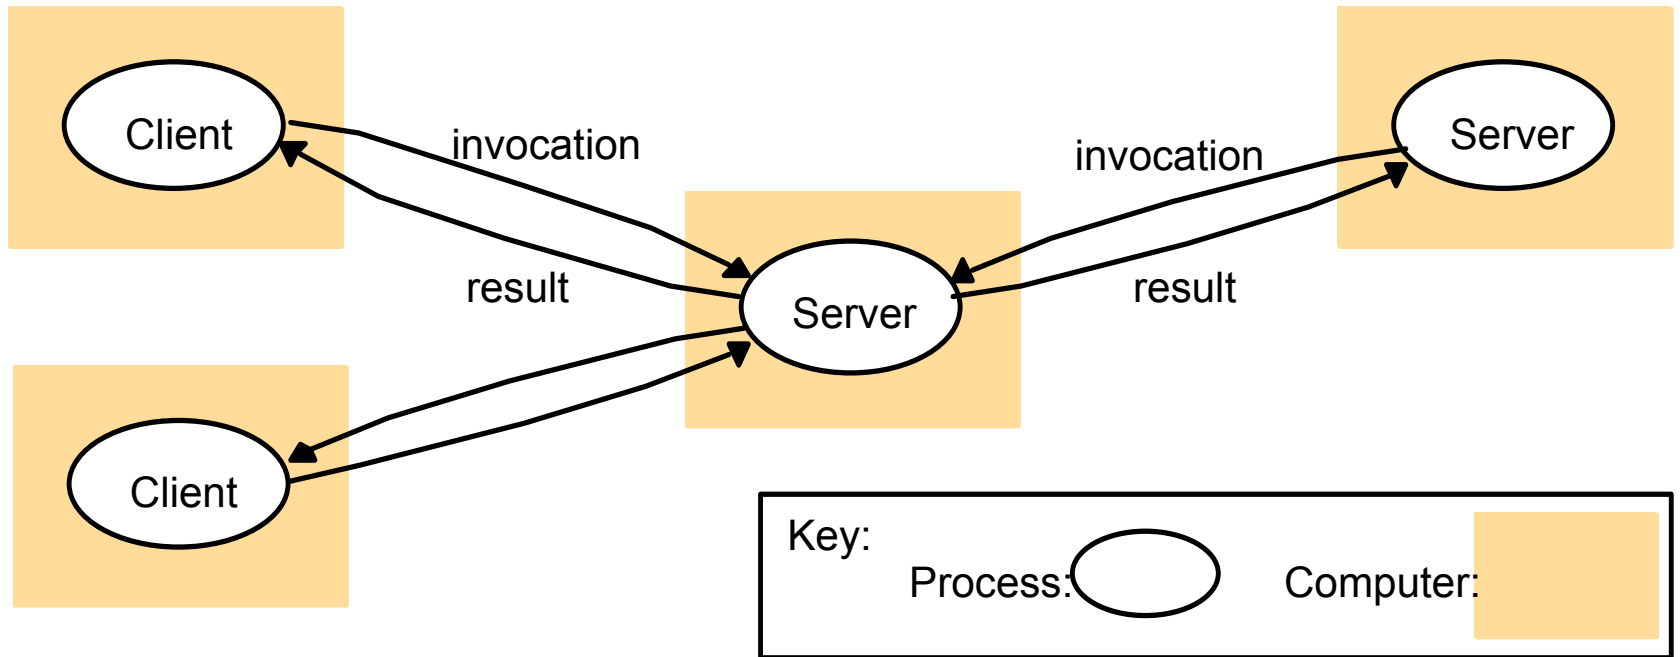 Client
invocation
result
Server
invocation
result
Server
Client
Key:
Process:
Computer: